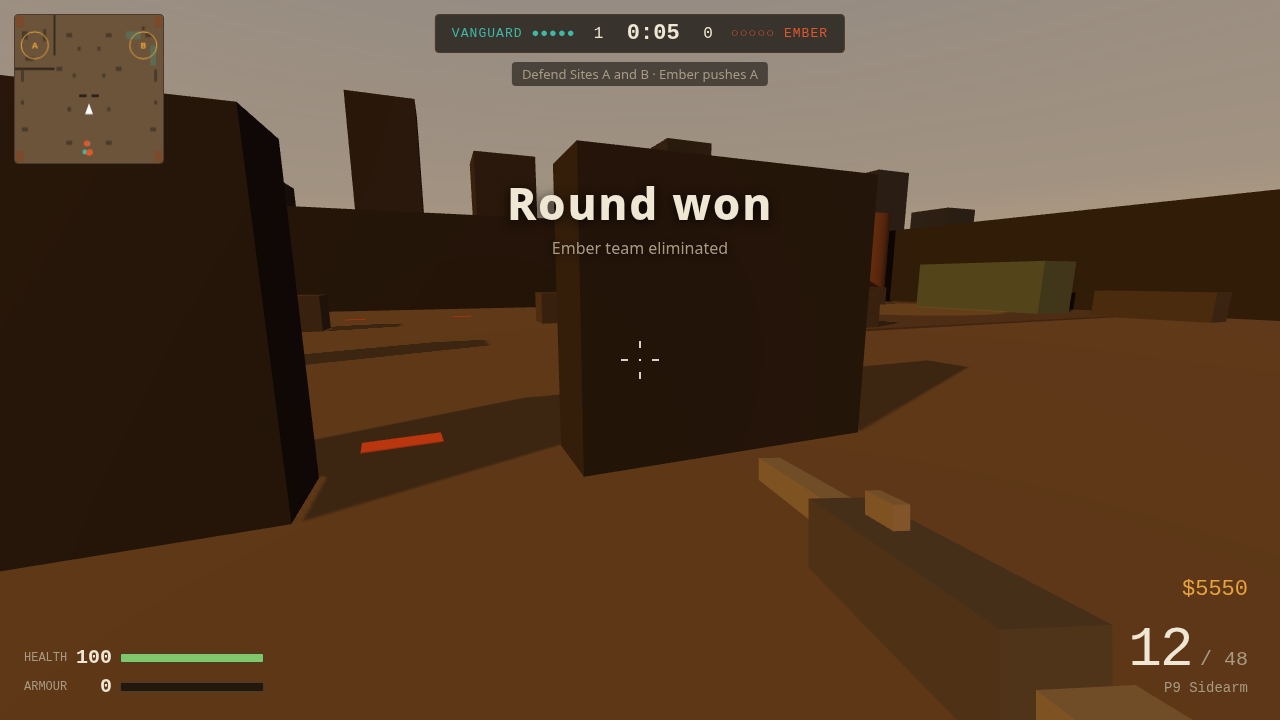 A
B
VANGUARD ●●●●● 1 0:05 0 ○○○○○ EMBER
Defend Sites A and B · Ember pushes A
Round won
Ember team eliminated
$5550
HEALTH 100
12 / 48
ARMOUR 0
P9 Sidearm